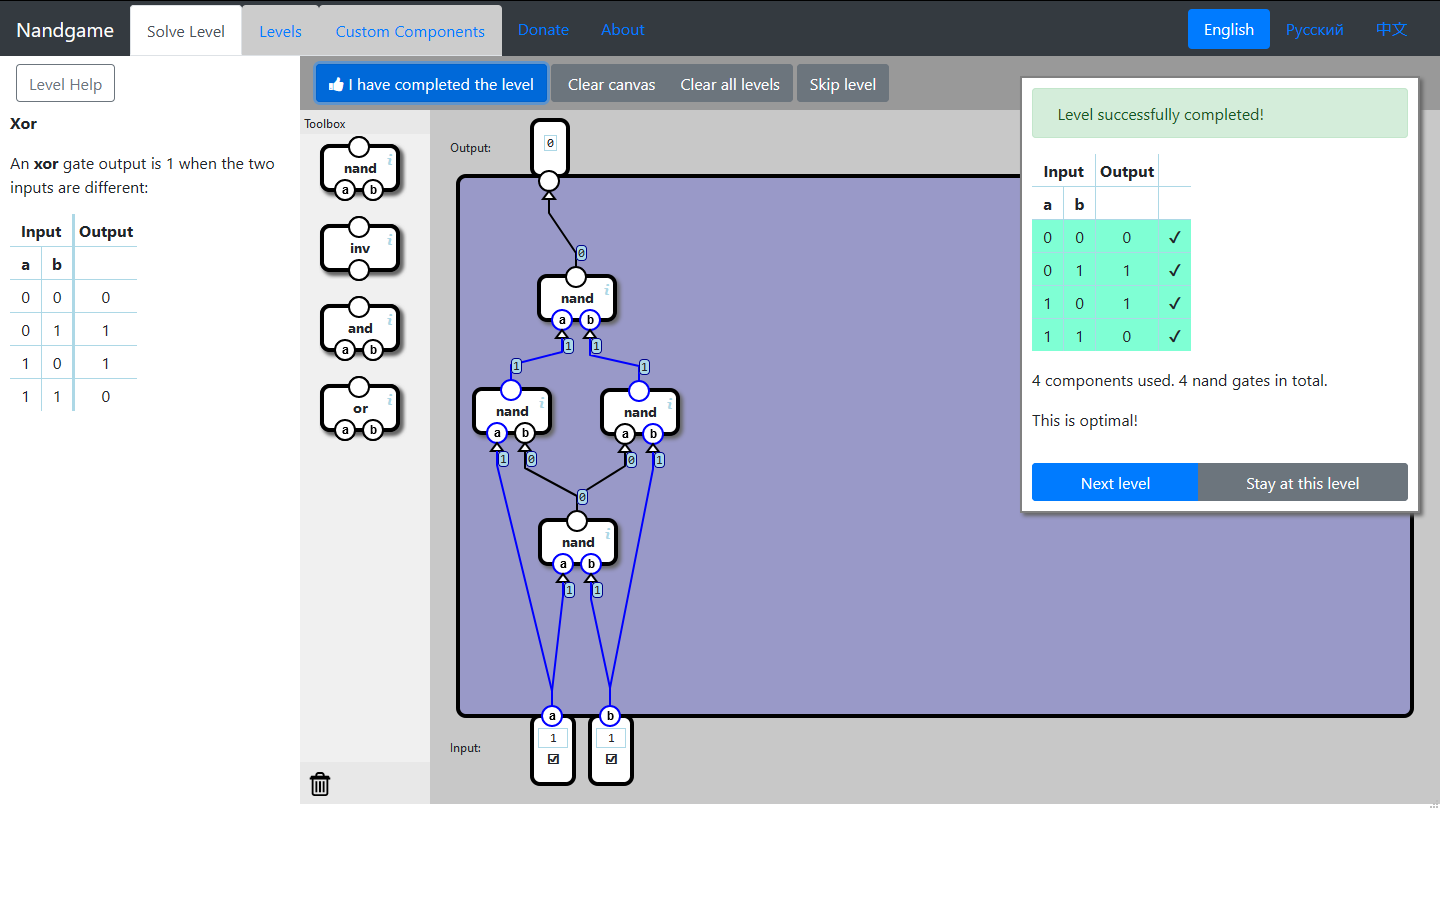 Nandgame
Solve Level
Levels
Custom Components
Donate
About
English
Русский
中文
Level Help
I have completed the level
Clear canvas
Clear all levels
Skip level
Xor
An xor gate output is 1 when the two
inputs are different:
Input Output
a b
0 0 0
0 1 1
1 0 1
1 1 0
Toolbox
nand
i
a b
inv
i
and
i
a b
or
i
a b
Output:
0
0
nand
i
a b
1 1
1 1
nand
i
a b
nand
i
a b
1 0 0 1
0
nand
i
a b
1 1
a b
Input:
1 1
Level successfully completed!
Input Output
a b
0 0 0 ✓
0 1 1 ✓
1 0 1 ✓
1 1 0 ✓
4 components used. 4 nand gates in total.
This is optimal!
Next level
Stay at this level